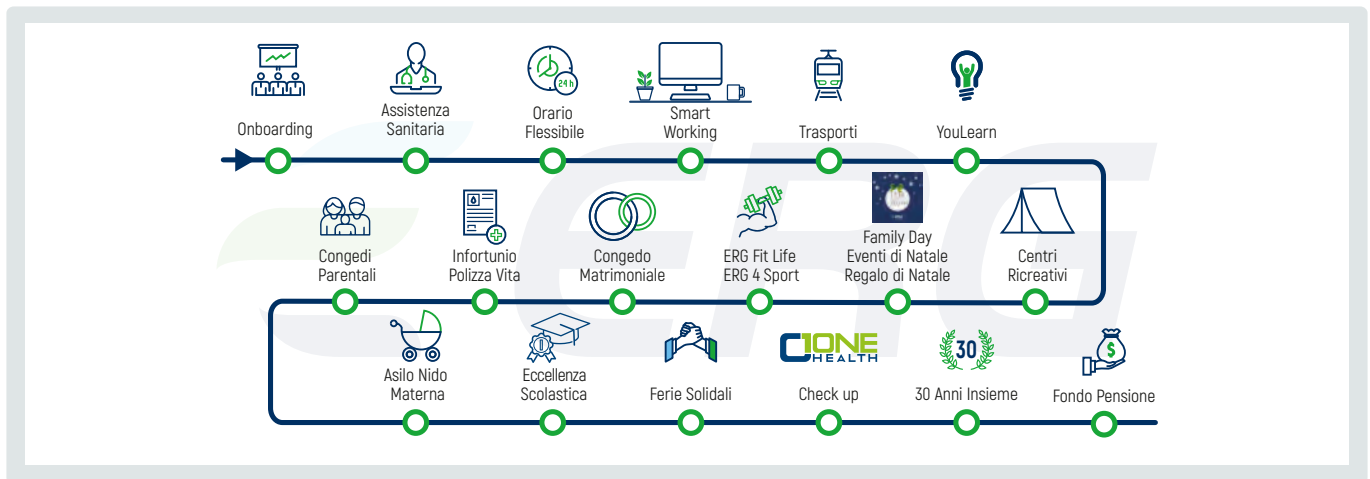 Onboarding
Assistenza
Sanitaria
24h
Orario
Flessibile
Smart
Working
Trasporti
YouLearn
Congedi
Parentali
Infortunio
Polizza Vita
Congedo
Matrimoniale
ERG Fit Life
ERG 4 Sport
Family Day
Eventi di Natale
Regalo di Natale
Centri
Ricreativi
ERG
Asilo Nido
Materna
Eccellenza
Scolastica
Ferie Solidali
ONE
HEALTH
Check up
30
30 Anni Insieme
$
Fondo Pensione